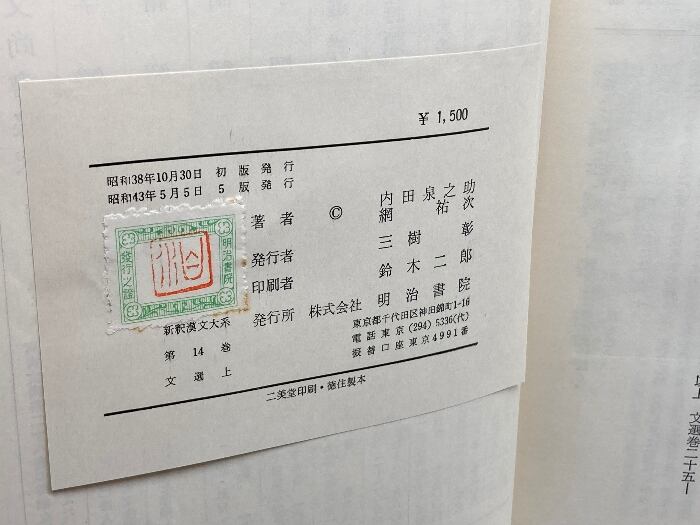 ¥ 1,500
昭和38年10月30日 初版発行
昭和43年5月5日 5版発行
著者 © 内田泉之助
網祐次
発行者 三樹彰
印刷者 鈴木二郎
発行所 株式会社 明治書院
東京都千代田区神田錦町1-16
電話東京(294)5336(代)
振替口座東京4991番
明治書院
發行之證
新釈漢文大系
第14巻
文選上
二美堂印刷・徳住製本
文選巻二十五